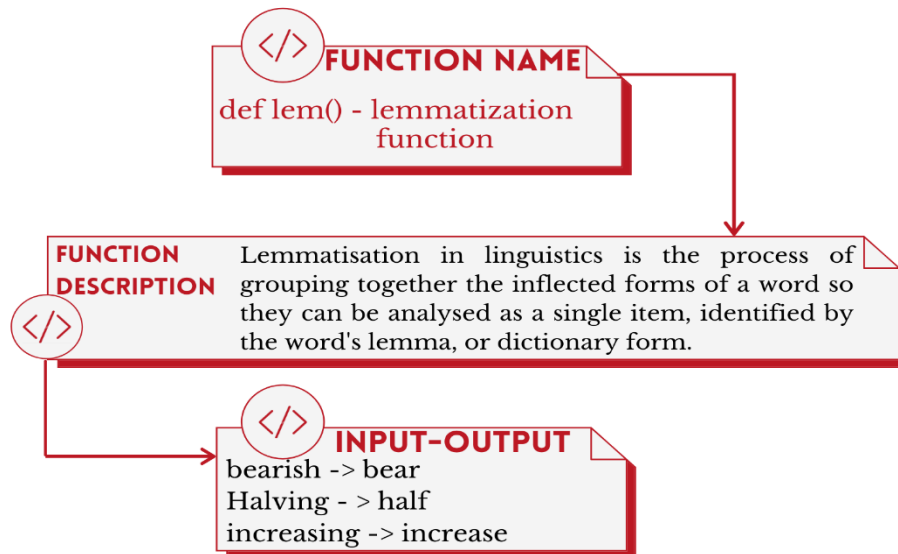 </>
FUNCTION NAME
def lem() - lemmatization
function
FUNCTION
DESCRIPTION
Lemmatisation in linguistics is the process of
grouping together the inflected forms of a word so
they can be analysed as a single item, identified by
the word's lemma, or dictionary form.
</>
</>
INPUT-OUTPUT
bearish -> bear
Halving - > half
increasing -> increase